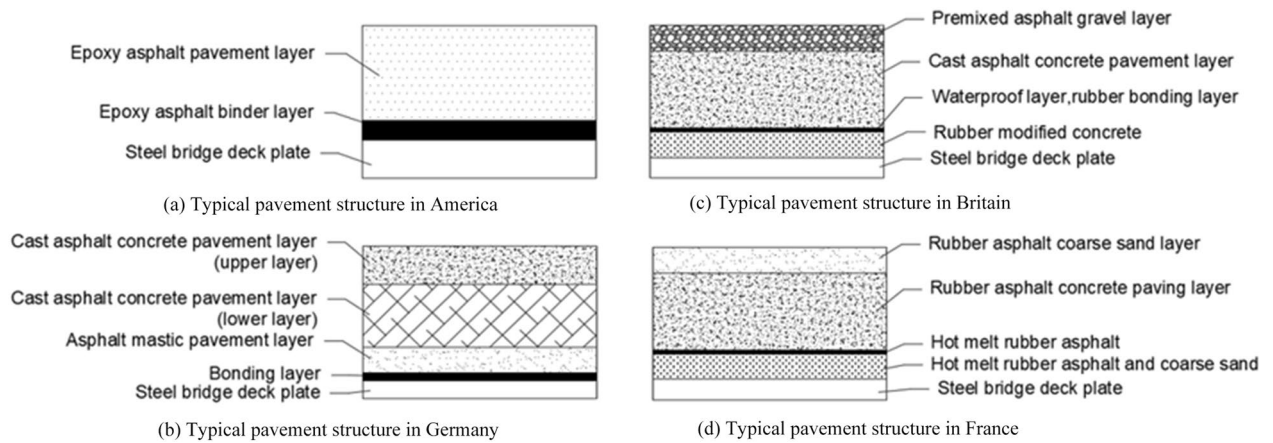 Epoxy asphalt pavement layer
Epoxy asphalt binder layer
Steel bridge deck plate
(a) Typical pavement structure in America
Premixed asphalt gravel layer
Cast asphalt concrete pavement layer
Waterproof layer,rubber bonding layer
Rubber modified concrete
Steel bridge deck plate
(c) Typical pavement structure in Britain
Cast asphalt concrete pavement layer
(upper layer)
Cast asphalt concrete pavement layer
(lower layer)
Asphalt mastic pavement layer
Bonding layer
Steel bridge deck plate
(b) Typical pavement structure in Germany
Rubber asphalt coarse sand layer
Rubber asphalt concrete paving layer
Hot melt rubber asphalt
Hot melt rubber asphalt and coarse sand
Steel bridge deck plate
(d) Typical pavement structure in France